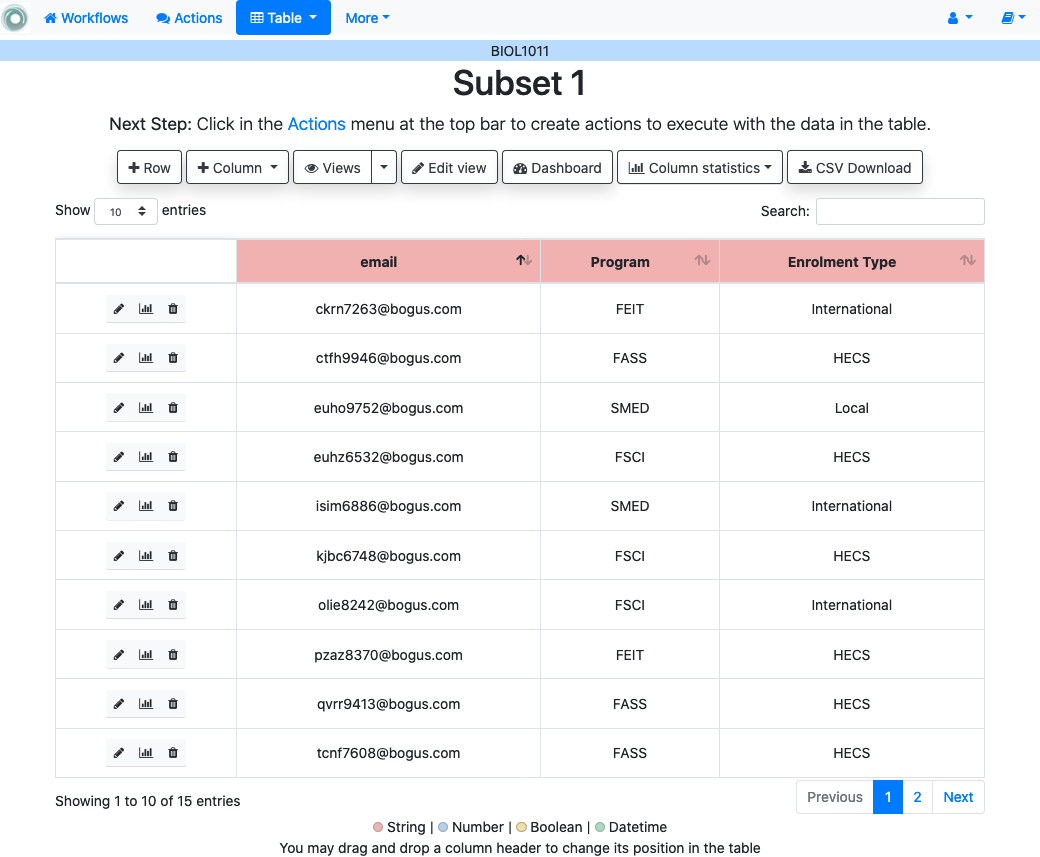 Workflows Actions Table More
BIOL1011
Subset 1
Next Step: Click in the Actions menu at the top bar to create actions to execute with the data in the table.
Row Column Views Edit view Dashboard Column statistics CSV Download
Show 10 entries Search:
email Program Enrolment Type
ckrn7263@bogus.com FEIT International
ctfh9946@bogus.com FASS HECS
euho9752@bogus.com SMED Local
euhz6532@bogus.com FSCI HECS
isim6886@bogus.com SMED International
kjbc6748@bogus.com FSCI HECS
olie8242@bogus.com FSCI International
pzaz8370@bogus.com FEIT HECS
qvrr9413@bogus.com FASS HECS
tcnf7608@bogus.com FASS HECS
Showing 1 to 10 of 15 entries Previous 1 2 Next
String | Number | Boolean | Datetime
You may drag and drop a column header to change its position in the table